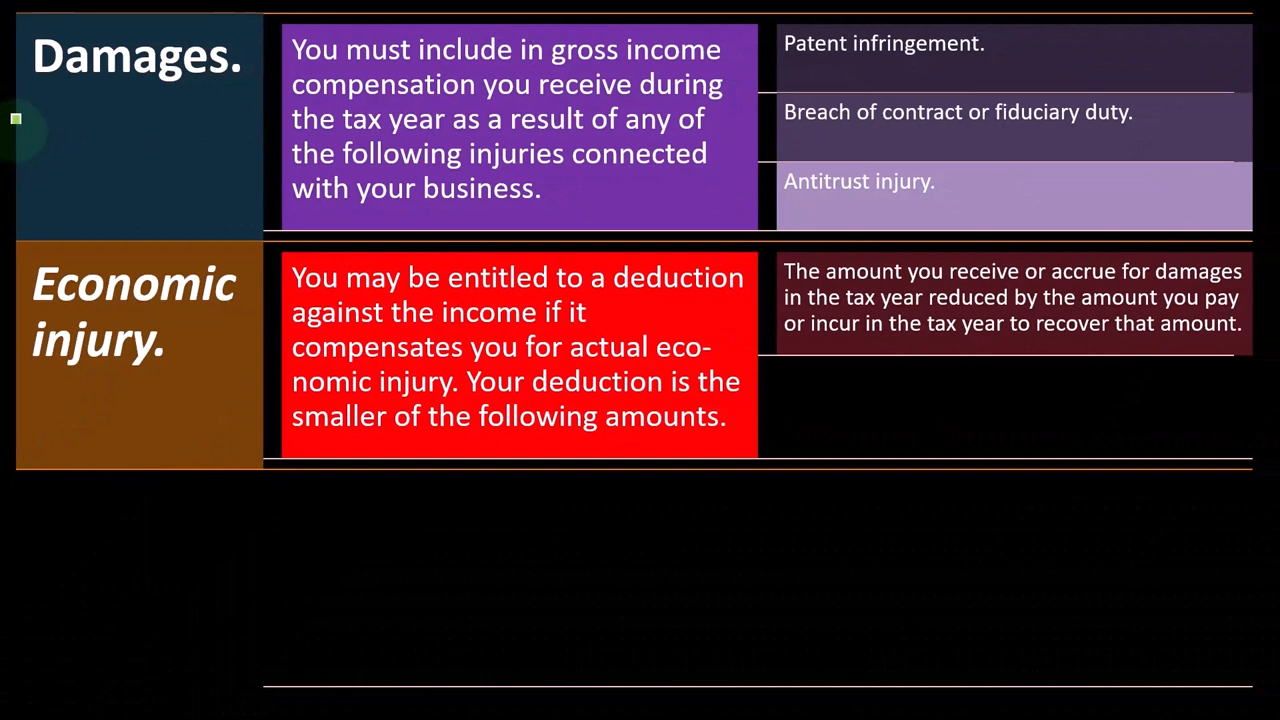 Damages.
You must include in gross income
compensation you receive during
the tax year as a result of any of
the following injuries connected
with your business.
Patent infringement.
Breach of contract or fiduciary duty.
Antitrust injury.
Economic
injury.
You may be entitled to a deduction
against the income if it
compensates you for actual eco-
nomic injury. Your deduction is the
smaller of the following amounts.
The amount you receive or accrue for damages
in the tax year reduced by the amount you pay
or incur in the tax year to recover that amount.